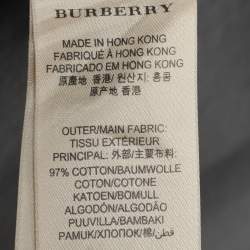 BURBERRY
MADE IN HONG KONG
FABRIQUÉ À HONG KONG
FABRICADO EM HONG KONG
原產地 香港/ 원산지: 홍콩
原产地 香港
OUTER/MAIN FABRIC:
TISSU EXTÉRIEUR
PRINCIPAL: 外部/主要布料:
97% COTTON/BAUMWOLLE
COTON/COTONE
KATOEN/BOMULL
ALGODÓN/ALGODÃO
PUUVILLA/BAMBAKI
PAMUK/ХЛОПОК/棉/قطن/